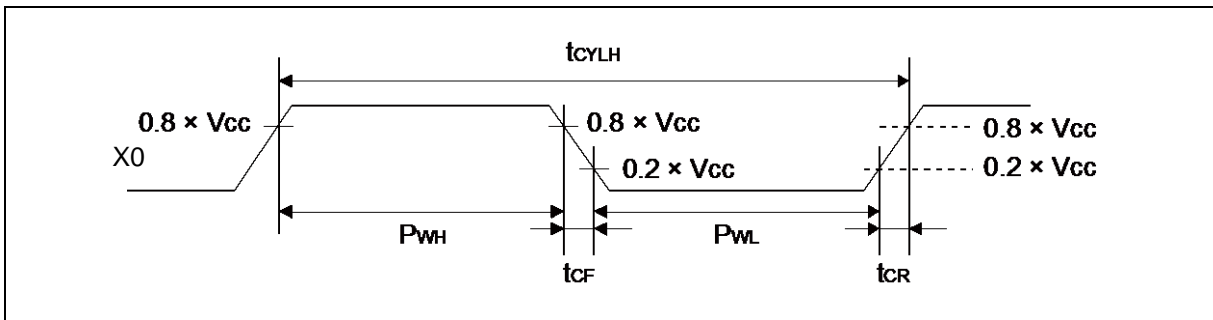 tCYLH
0.8 × Vcc
0.8 × Vcc
0.8 × Vcc
X0
0.2 × Vcc
0.2 × Vcc
PWH
PWL
tCF
tCR